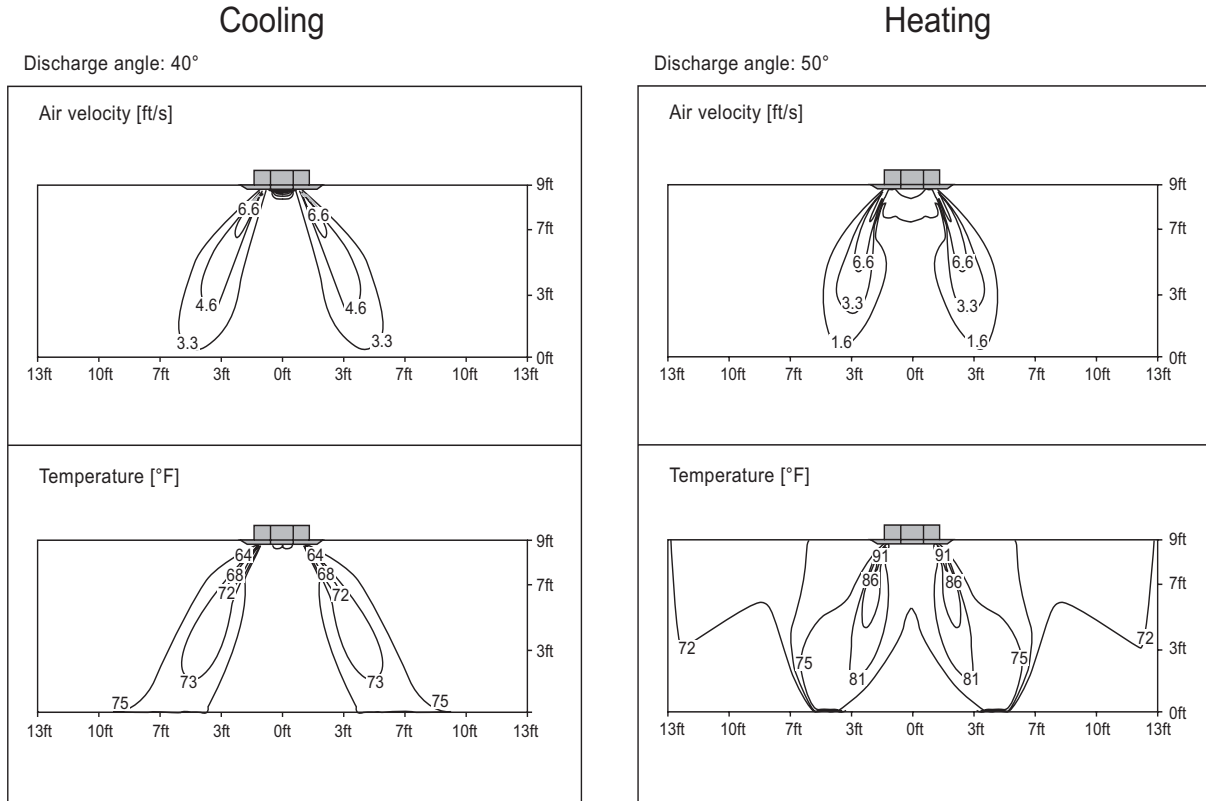 Cooling
Discharge angle: 40°
Air velocity [ft/s]
6.6 6.6
4.6 4.6
3.3 3.3
9ft
7ft
3ft
0ft
13ft 10ft 7ft 3ft 0ft 3ft 7ft 10ft 13ft
Temperature [°F]
64 64
68 68
72 72
73 73
75 75
9ft
7ft
3ft
0ft
13ft 10ft 7ft 3ft 0ft 3ft 7ft 10ft 13ft
Heating
Discharge angle: 50°
Air velocity [ft/s]
6.6 6.6
3.3 3.3
1.6 1.6
9ft
7ft
3ft
0ft
13ft 10ft 7ft 3ft 0ft 3ft 7ft 10ft 13ft
Temperature [°F]
91 91
86 86
72 75 75 72
81 81
9ft
7ft
3ft
0ft
13ft 10ft 7ft 3ft 0ft 3ft 7ft 10ft 13ft